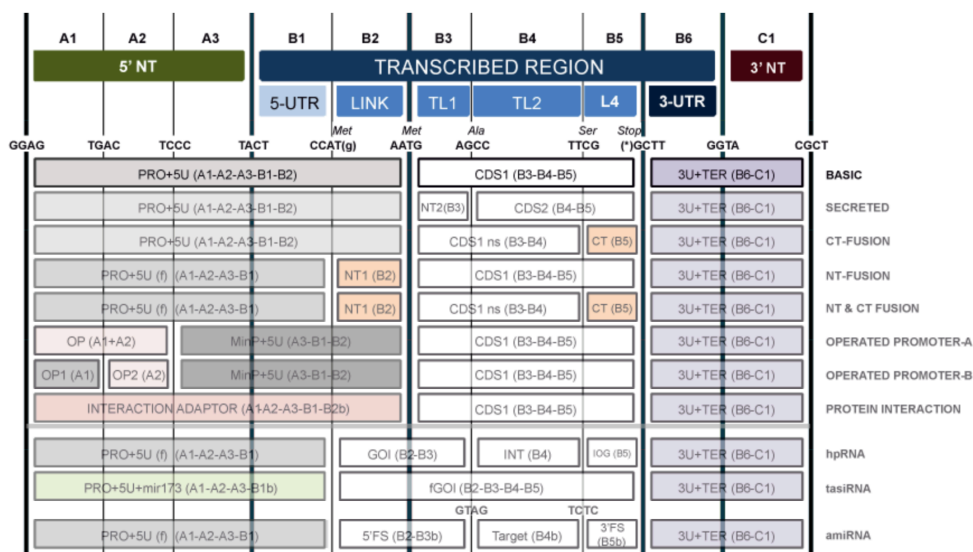 A1 A2 A3 B1 B2 B3 B4 B5 B6 C1
5' NT TRANSCRIBED REGION 3' NT
5-UTR LINK TL1 TL2 L4 3-UTR
Met Met Ala Ser Stop
GGAG TGAC TCCC TACT CCAT(g) AATG AGCC TTCG (*)GCTT GGTA CGCT
PRO+5U (A1-A2-A3-B1-B2) CDS1 (B3-B4-B5) 3U+TER (B6-C1) BASIC
PRO+5U (A1-A2-A3-B1-B2) NT2(B3) CDS2 (B4-B5) 3U+TER (B6-C1) SECRETED
PRO+5U (A1-A2-A3-B1-B2) CDS1 ns (B3-B4) CT (B5) 3U+TER (B6-C1) CT-FUSION
PRO+5U (f) (A1-A2-A3-B1) NT1 (B2) CDS1 (B3-B4-B5) 3U+TER (B6-C1) NT-FUSION
PRO+5U (f) (A1-A2-A3-B1) NT1 (B2) CDS1 ns (B3-B4) CT (B5) 3U+TER (B6-C1) NT & CT FUSION
OP (A1+A2) MinP+5U (A3-B1-B2) CDS1 (B3-B4-B5) 3U+TER (B6-C1) OPERATED PROMOTER-A
OP1 (A1) OP2 (A2) MinP+5U (A3-B1-B2) CDS1 (B3-B4-B5) 3U+TER (B6-C1) OPERATED PROMOTER-B
INTERACTION ADAPTOR (A1-A2-A3-B1-B2b) CDS1 (B3-B4-B5) 3U+TER (B6-C1) PROTEIN INTERACTION
PRO+5U (f) (A1-A2-A3-B1) GOI (B2-B3) INT (B4) IOG (B5) 3U+TER (B6-C1) hpRNA
PRO+5U+mir173 (A1-A2-A3-B1b) fGOI (B2-B3-B4-B5) 3U+TER (B6-C1) tasiRNA
GTAG TCTC
PRO+5U (f) (A1-A2-A3-B1) 5'FS (B2-B3b) Target (B4b) 3'FS (B5b) 3U+TER (B6-C1) amiRNA